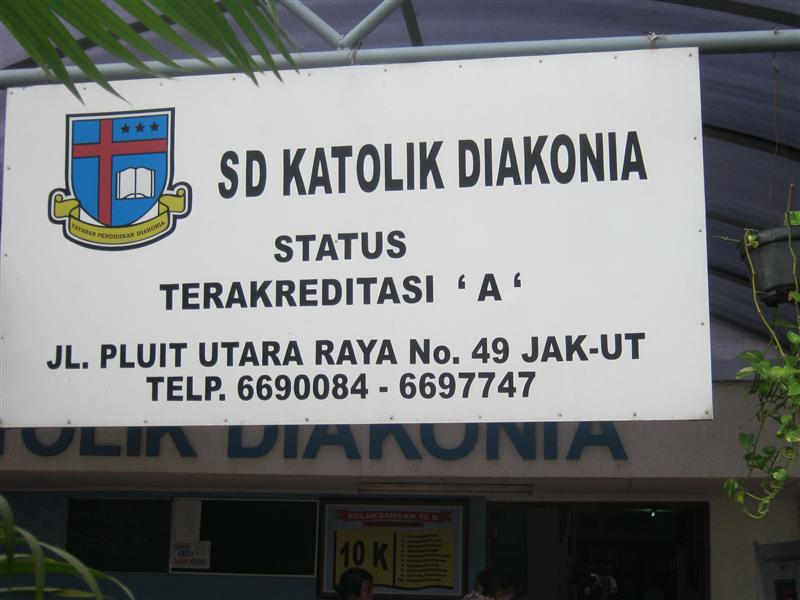 SD KATOLIK DIAKONIA
YAYASAN PENDIDIKAN DIAKONIA
STATUS
TERAKREDITASI ‘ A ‘
JL. PLUIT UTARA RAYA No. 49 JAK-UT
TELP. 6690084 - 6697747
TOLIK DIAKONIA
PELAKSANAAN 10 K
10 K